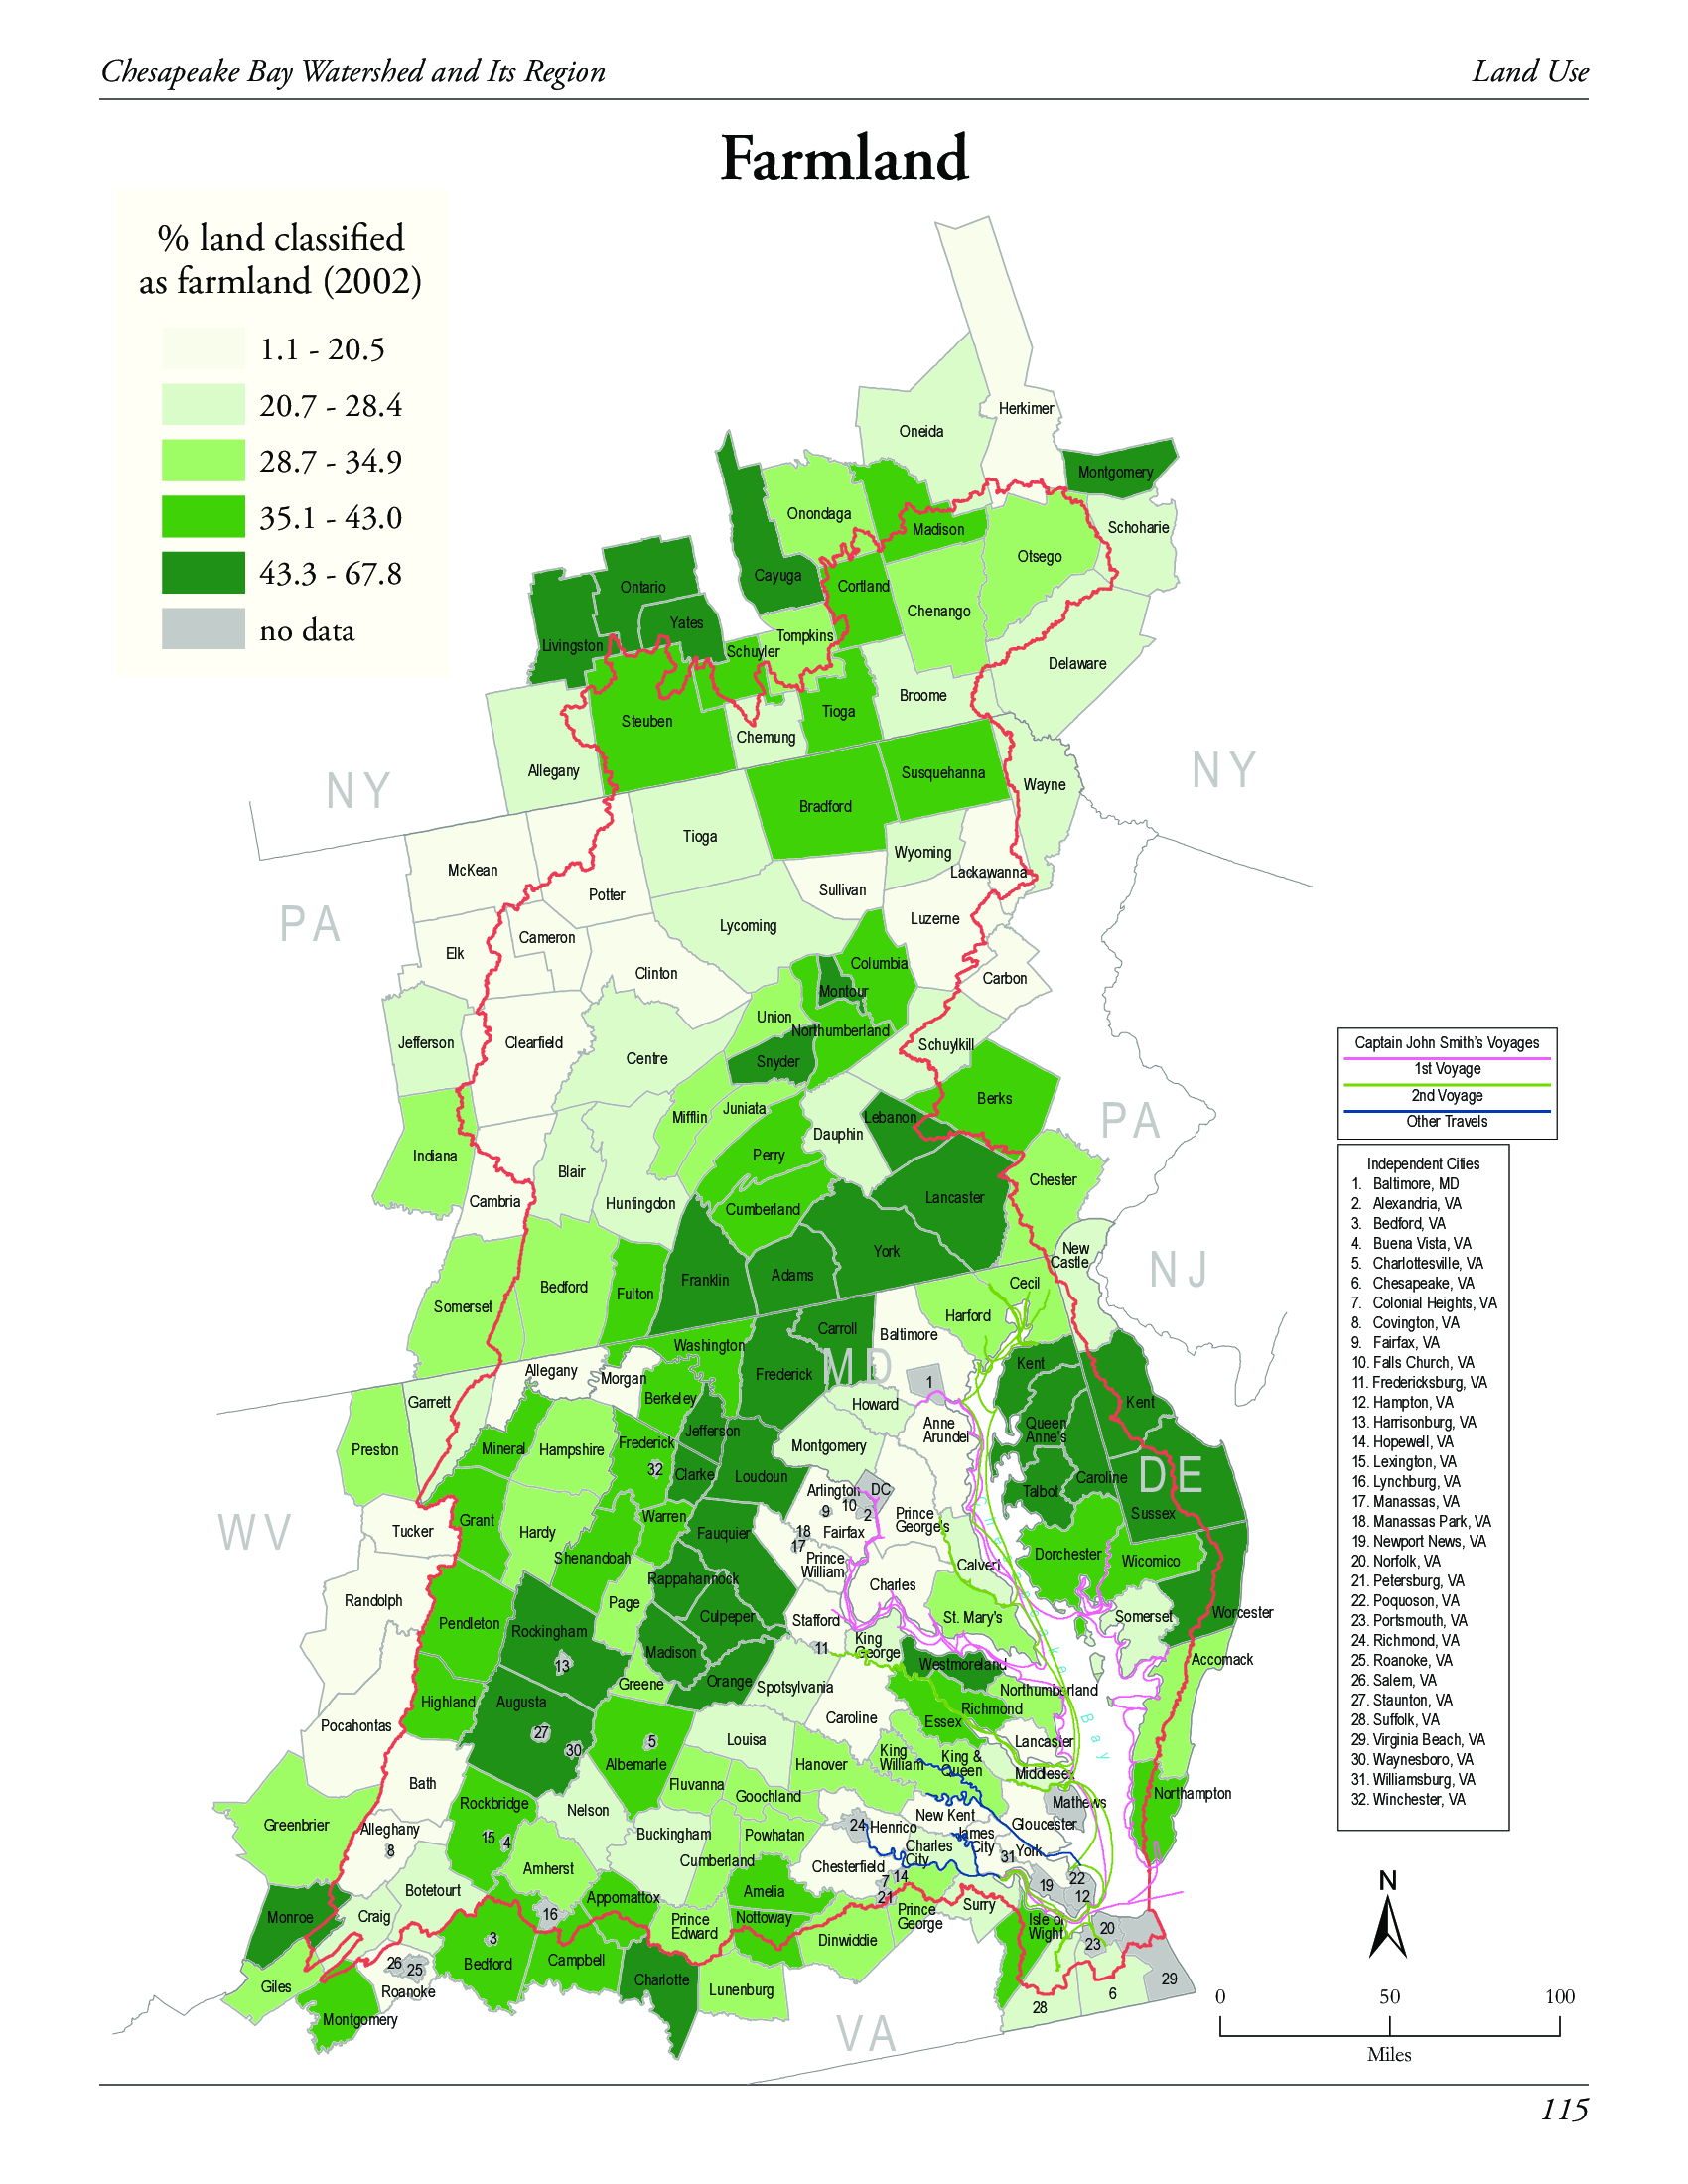 Chesapeake Bay Watershed and Its Region
Land Use
Farmland
% land classified
as farmland (2002)
1.1 - 20.5
20.7 - 28.4
28.7 - 34.9
35.1 - 43.0
43.3 - 67.8
no data
Herkimer
Oneida
Montgomery
Onondaga
Madison
Schoharie
Otsego
Ontario
Cayuga
Cortland
Chenango
Yates
Livingston
Tompkins
Schuyler
Delaware
Broome
Steuben
Tioga
Chemung
Allegany
Susquehanna
Wayne
NY
NY
Bradford
Tioga
Wyoming
McKean
Lackawanna
Potter
Sullivan
PA
Luzerne
Lycoming
Cameron
Elk
Columbia
Clinton
Carbon
Montour
Union
Northumberland
Jefferson
Clearfield
Schuylkill
Centre
Snyder
Berks
Juniata
Mifflin
Lebanon
PA
Dauphin
Indiana
Perry
Blair
Chester
Cambria
Huntingdon
Lancaster
Cumberland
York
New
Castle
NJ
Franklin
Adams
Bedford
Fulton
Cecil
Somerset
Harford
Carroll
Baltimore
Washington
MD
Kent
Frederick
Allegany
Morgan
1
Berkeley
Garrett
Howard
Kent
Anne
Arundel
Queen
Anne's
Jefferson
Mineral
Hampshire
Frederick
Montgomery
Preston
32
Clarke
Loudoun
Caroline
DE
Arlington
DC
Talbot
10
9
2
Sussex
Grant
Warren
Prince
George's
WV
Tucker
Hardy
Fauquier
18
Fairfax
17
Shenandoah
Prince
William
Calvert
Dorchester
Wicomico
Rappahannock
Charles
Randolph
Page
Culpeper
Stafford
St. Mary's
Somerset
Worcester
Pendleton
Rockingham
King
George
11
Madison
13
Westmoreland
Accomack
Greene
Orange
Spotsylvania
Northumberland
Highland
Augusta
Richmond
Caroline
Essex
Pocahontas
27
5
Louisa
Lancaster
30
Albemarle
Hanover
King
William
King &
Queen
Bay
Bath
Fluvanna
Middlesex
Goochland
Northampton
Rockbridge
Nelson
Mathews
Greenbrier
New Kent
Alleghany
15
4
Buckingham
Powhatan
24
Henrico
James
City
Gloucester
8
Charles
City
York
31
Cumberland
Chesterfield
Amherst
14
22
7
Botetourt
Appomattox
Amelia
21
19
12
Surry
Monroe
Craig
16
Prince
Edward
Nottoway
Prince
George
Isle of
Wight
20
3
Dinwiddie
23
26
25
Bedford
Campbell
Charlotte
29
Giles
Roanoke
Lunenburg
6
28
Montgomery
VA
Captain John Smith's Voyages
1st Voyage
2nd Voyage
Other Travels
Independent Cities
1. Baltimore, MD
2 Alexandria, VA
3. Bedford, VA
4. Buena Vista, VA
5. Charlottesville, VA
6. Chesapeake, VA
7. Colonial Heights, VA
8. Covington, VA
9. Fairfax, VA
10. Falls Church, VA
11. Fredericksburg, VA
12. Hampton, VA
13. Harrisonburg, VA
14. Hopewell, VA
15. Lexington, VA
16. Lynchburg, VA
17. Manassas, VA
18. Manassas Park, VA
19. Newport News, VA
20. Norfolk, VA
21. Petersburg, VA
22. Poquoson, VA
23. Portsmouth, VA
24. Richmond, VA
25. Roanoke, VA
26. Salem, VA
27. Staunton, VA
28. Suffolk, VA
29. Virginia Beach, VA
30. Waynesboro, VA
31. Williamsburg, VA
32. Winchester, VA
N
0 50 100
Miles
115